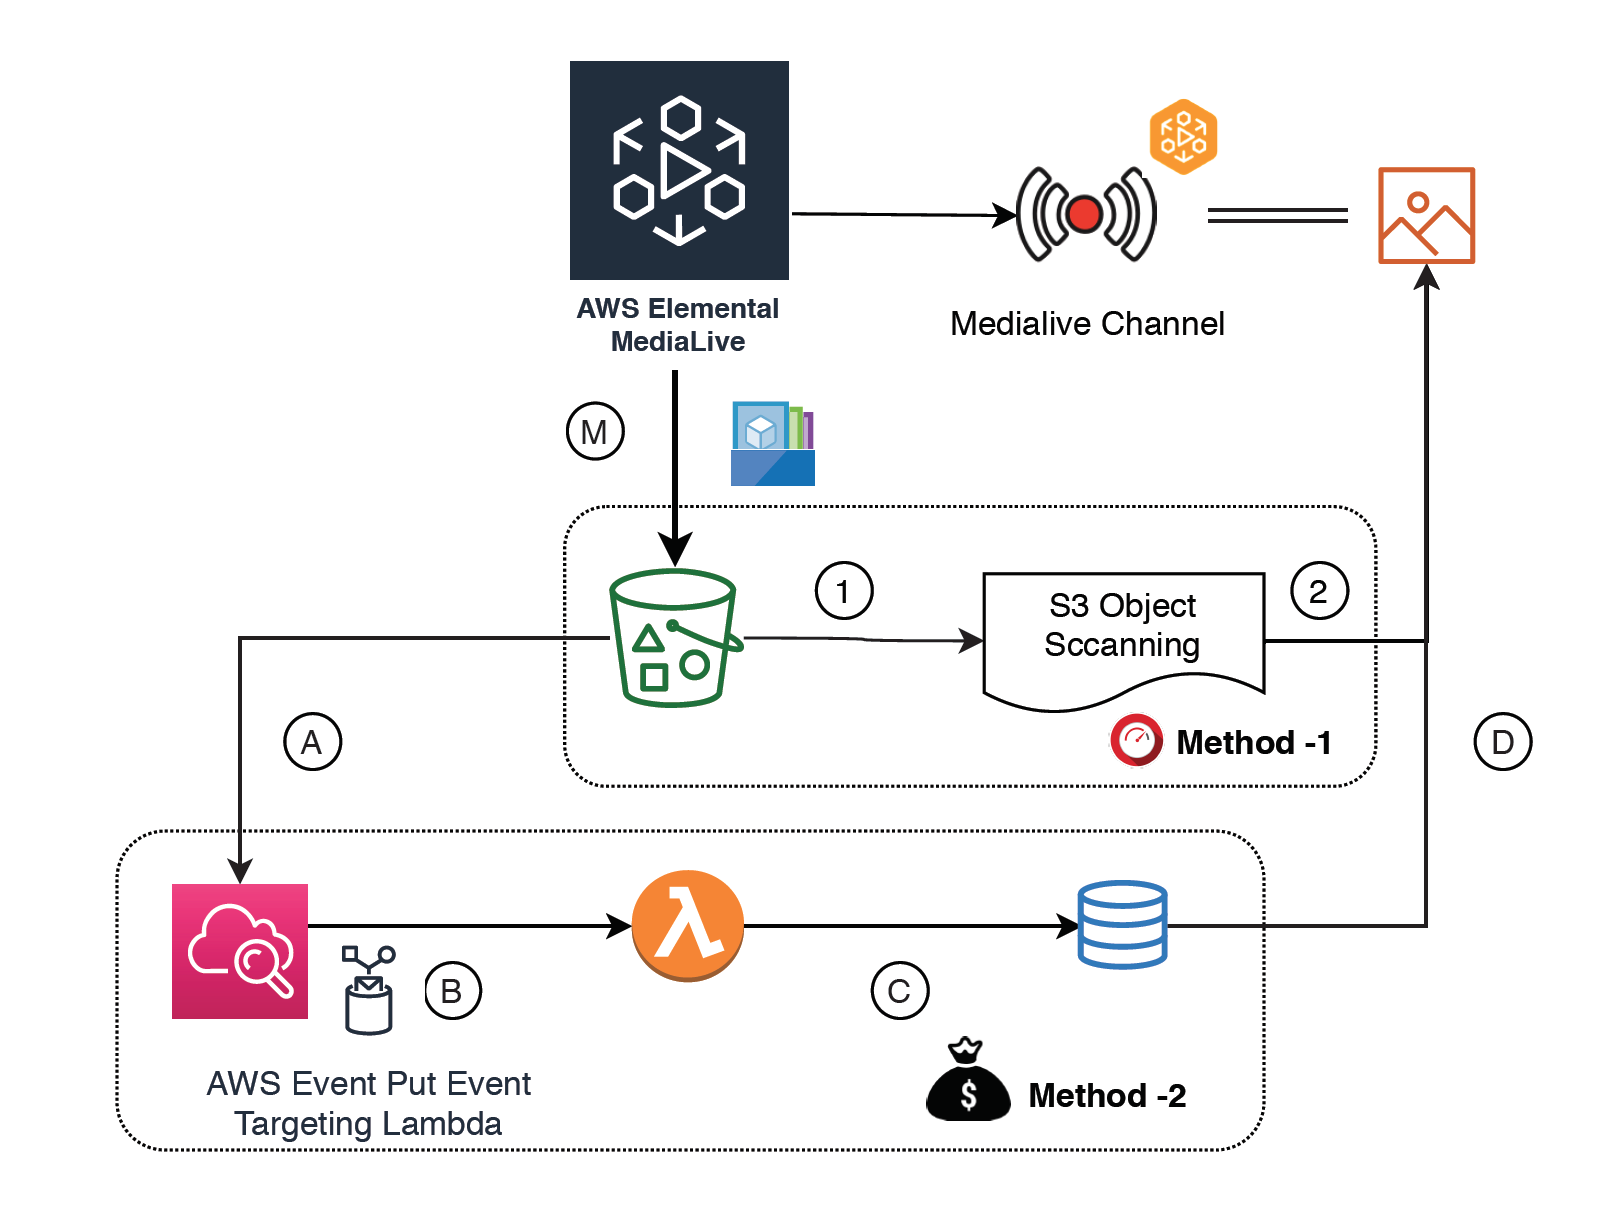 AWS Elemental
MediaLive
Medialive Channel
M
1
S3 Object
Sccanning
2
Method -1
A
D
B
C
$
AWS Event Put Event
Targeting Lambda
Method -2